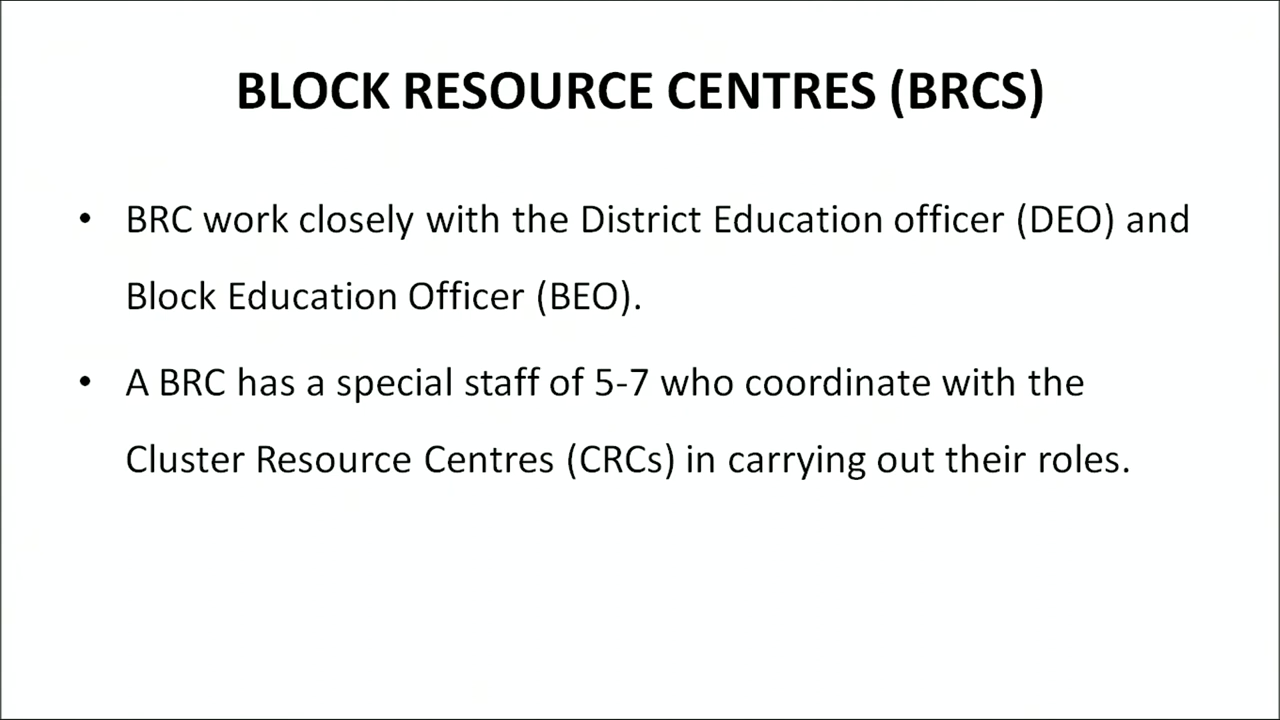 BLOCK RESOURCE CENTRES (BRCS)
• BRC work closely with the District Education officer (DEO) and
Block Education Officer (BEO).
• A BRC has a special staff of 5-7 who coordinate with the
Cluster Resource Centres (CRCs) in carrying out their roles.